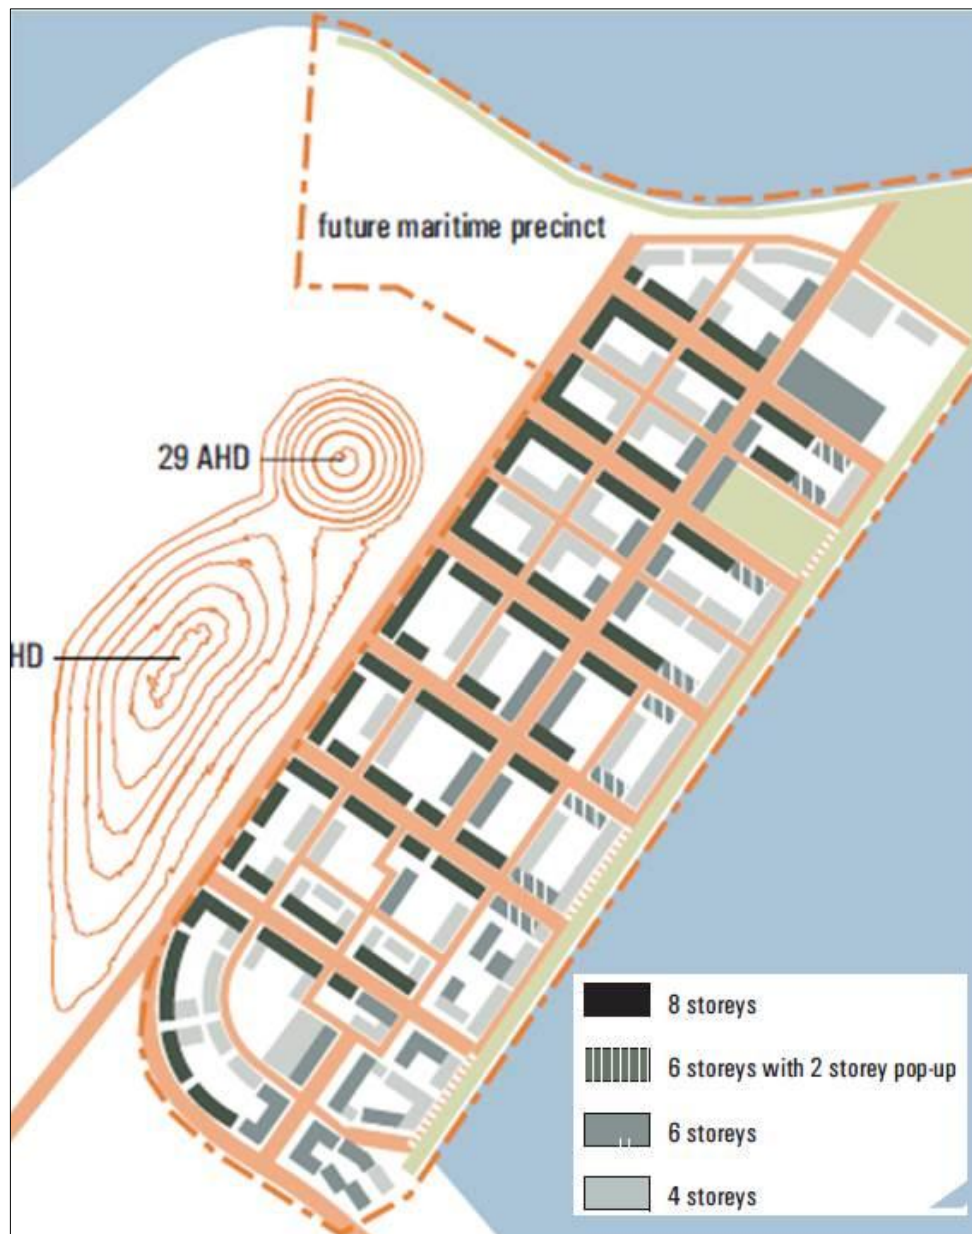 future maritime precinct
29 AHD
HD
8 storeys
6 storeys with 2 storey pop-up
6 storeys
4 storeys